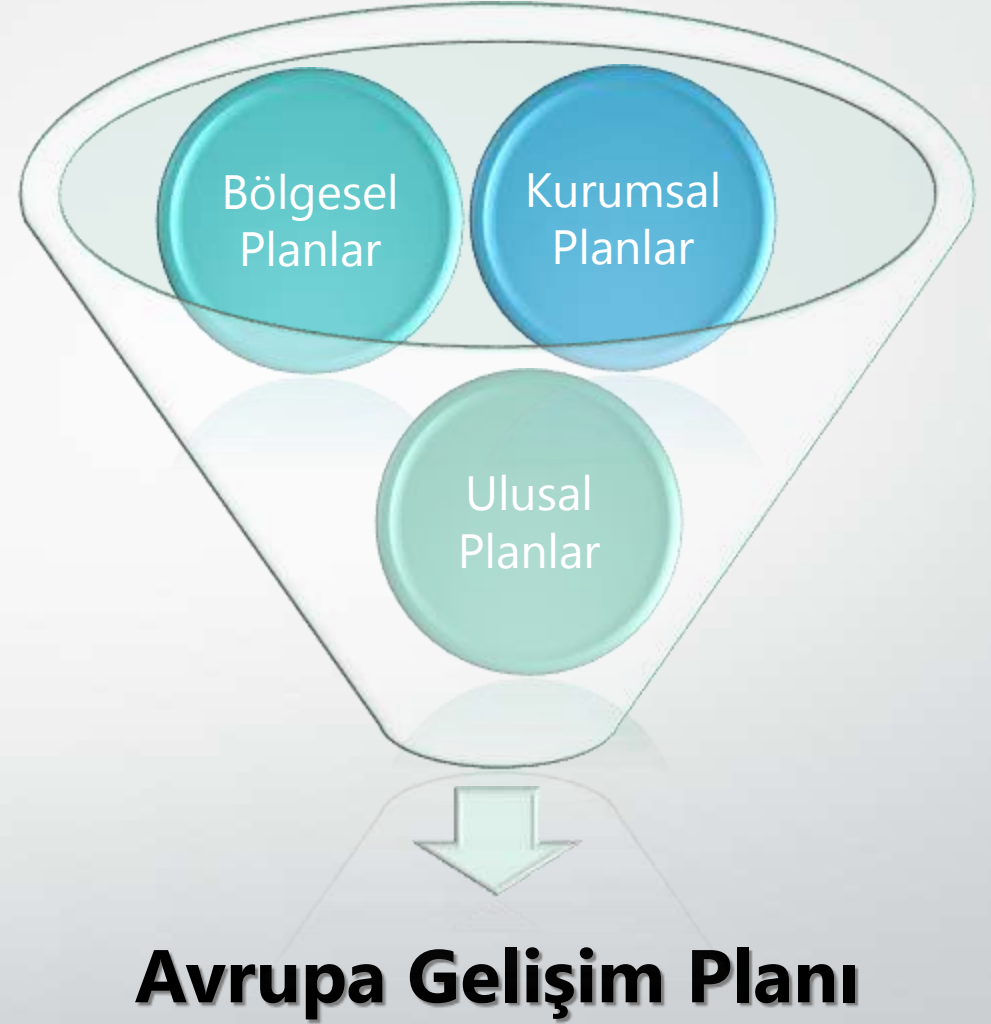 Bölgesel
Planlar
Kurumsal
Planlar
Ulusal
Planlar
Avrupa Gelişim Planı